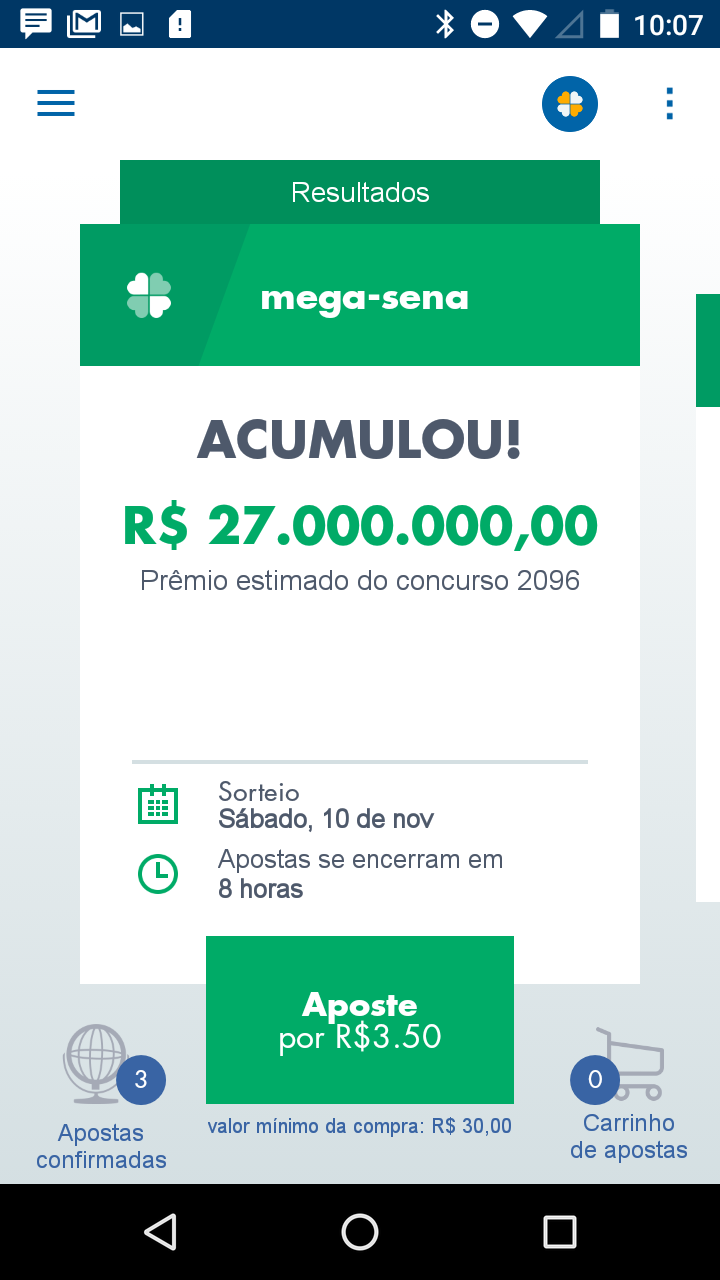 10:07
Resultados
mega-sena
ACUMULOU!
R$ 27.000.000,00
Prêmio estimado do concurso 2096
Sorteio
Sábado, 10 de nov
Apostas se encerram em
8 horas
Aposte
por R$3.50
valor mínimo da compra: R$ 30,00
3
Apostas
confirmadas
0
Carrinho
de apostas